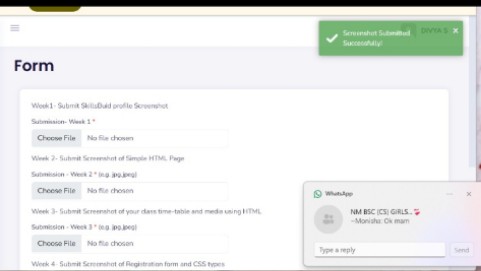 Screenshot Submitted
Successfully!
×
DIVYA S
Form
Week1- Submit SkillsBuid profile Screenshot
Submission- Week 1 *
Choose File No file chosen
Week 2- Submit Screenshot of Simple HTML Page
Submission - Week 2 * (e.g. jpg,jpeg)
Choose File No file chosen
Week 3- Submit Screenshot of your class time-table and media using HTML
Submission - Week 3 * (e.g. jpg,jpeg)
Choose File No file chosen
Week 4- Submit Screenshot of Registration form and CSS types
WhatsApp
... ×
NM BSC (CS) GIRLS...
~Monisha: Ok mam
Type a reply
Send